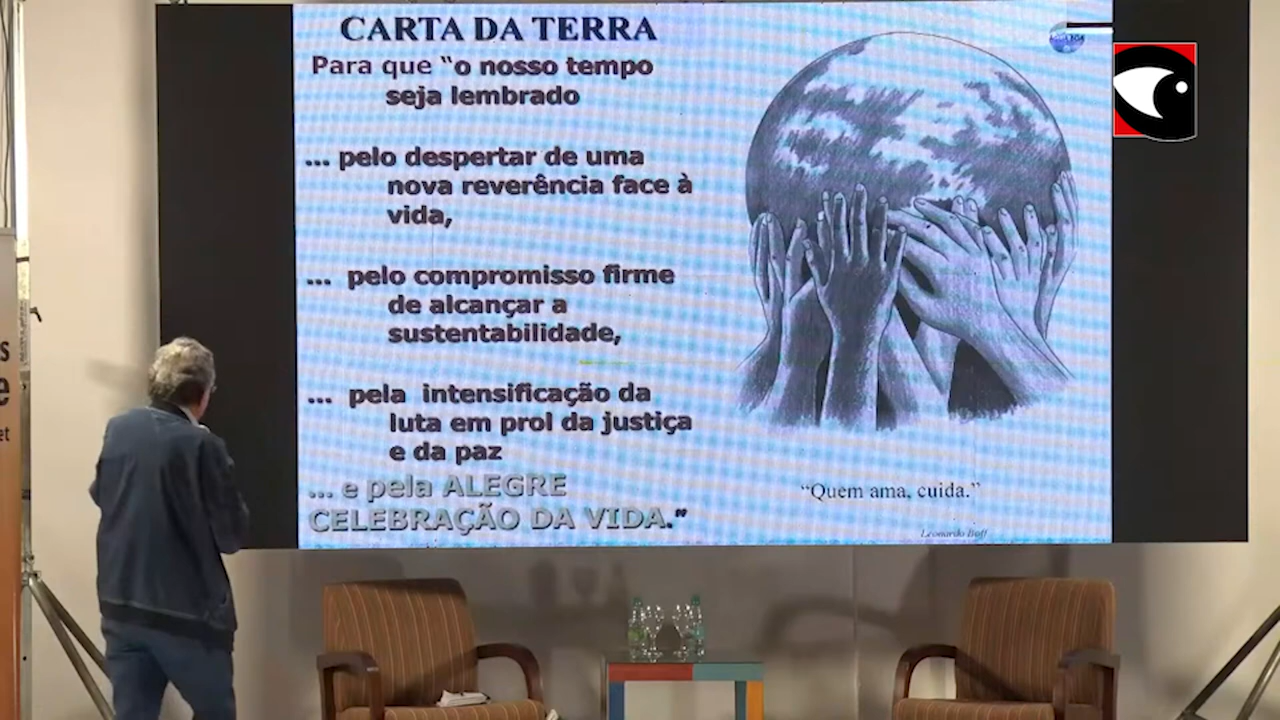 CARTA DA TERRA
Para que “o nosso tempo
seja lembrado
... pelo despertar de uma
nova reverência face à
vida,
... pelo compromisso firme
de alcançar a
sustentabilidade,
... pela intensificação da
luta em prol da justiça
e da paz
... e pela ALEGRE
CELEBRAÇÃO DA VIDA.”
“Quem ama, cuida.”
Leonardo Boff
s
e
et